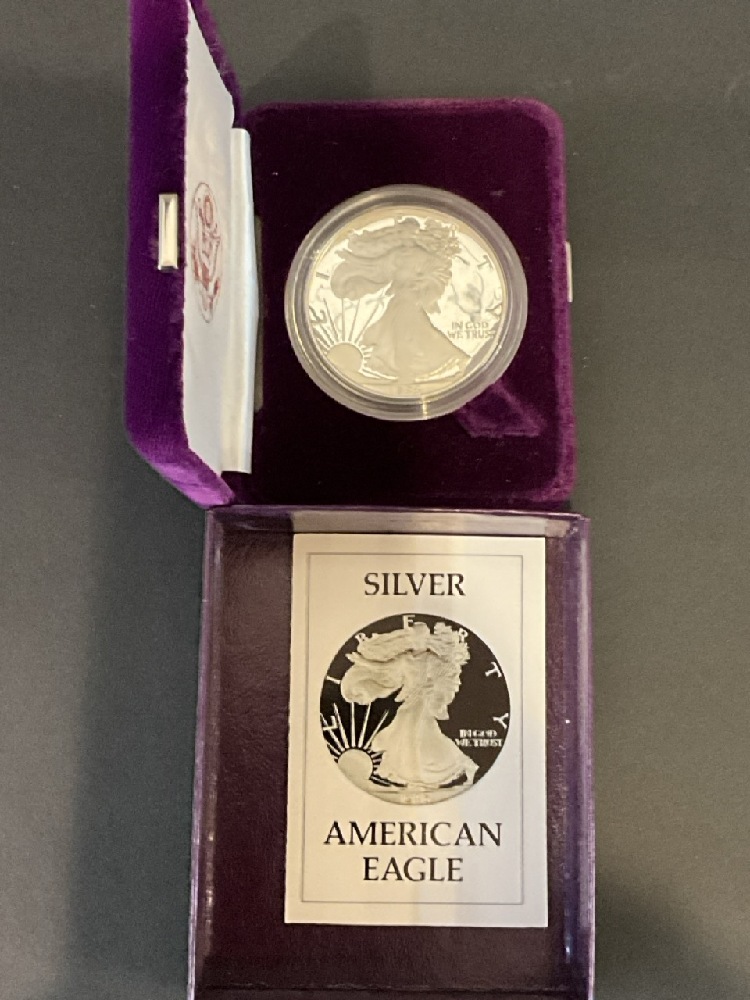 LIBERTY
IN GOD
WE TRUST
SILVER
LIBERTY
IN GOD
WE TRUST
AMERICAN
EAGLE